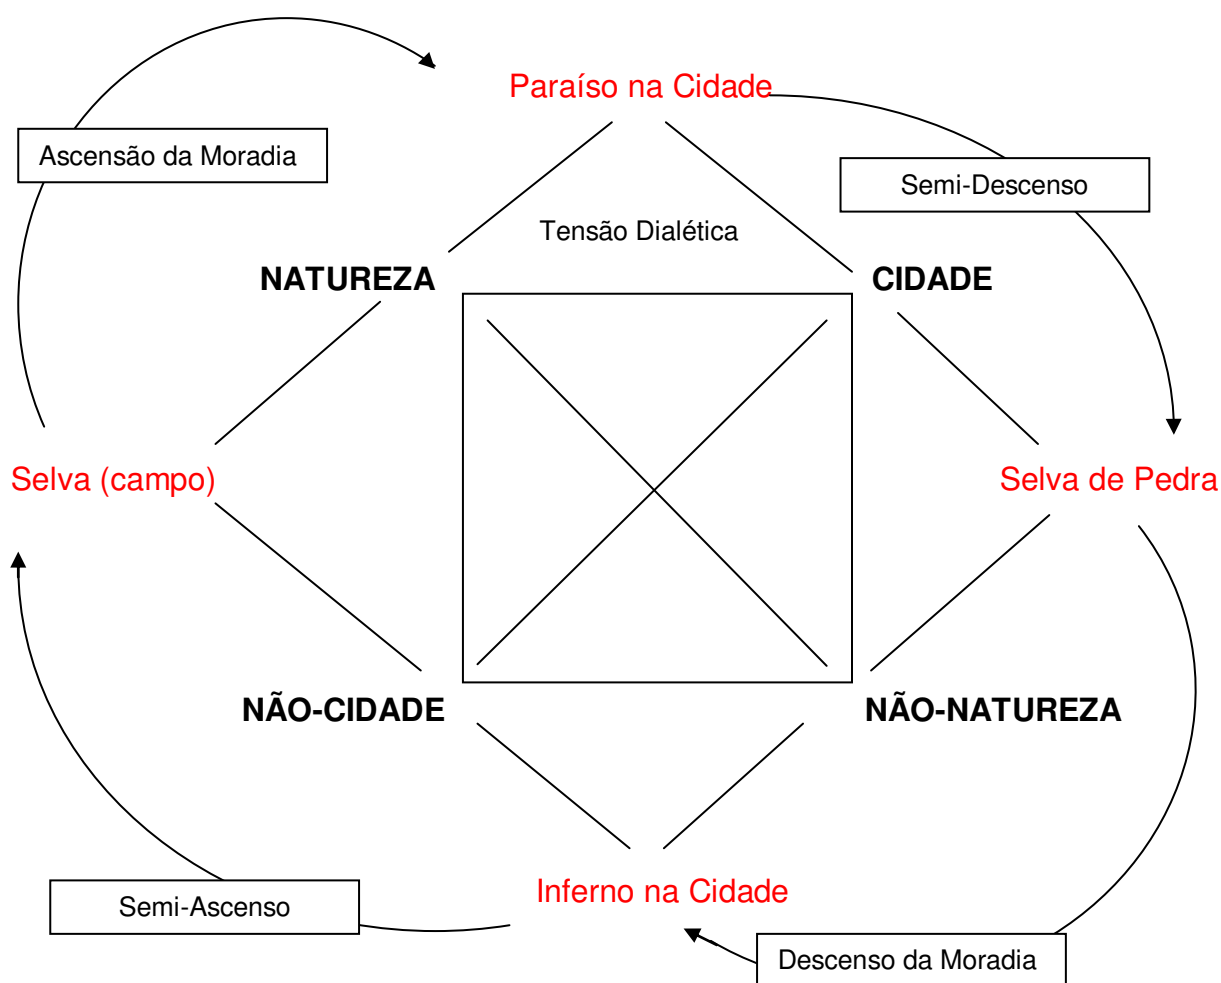 Paraíso na Cidade
Ascensão da Moradia
Semi-Descenso
Tensão Dialética
NATUREZA
CIDADE
Selva (campo)
Selva de Pedra
NÃO-CIDADE
NÃO-NATUREZA
Inferno na Cidade
Semi-Ascenso
Descenso da Moradia